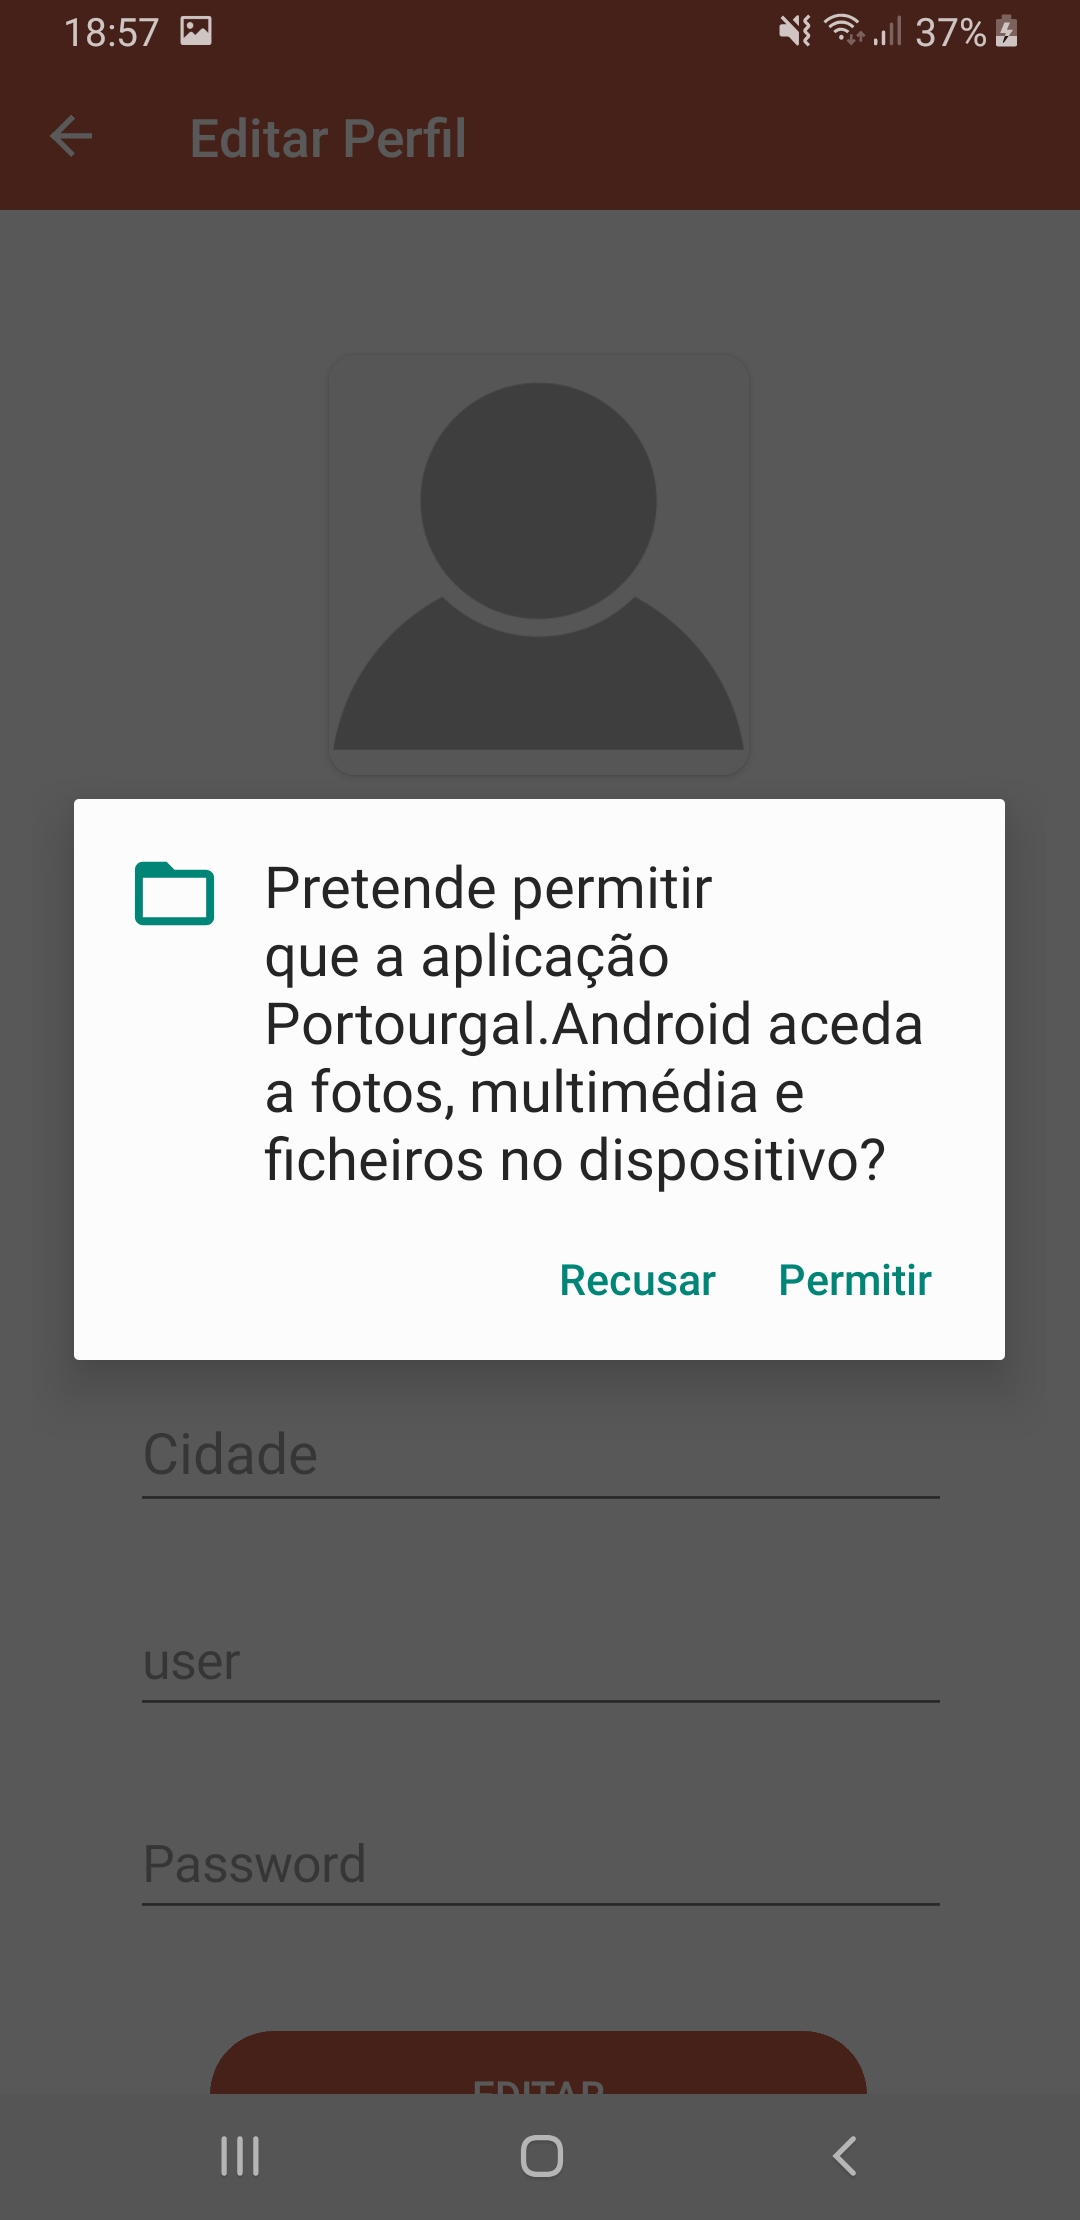 18:57
37%
Editar Perfil
Pretende permitir
que a aplicação
Portourgal.Android aceda
a fotos, multimédia e
ficheiros no dispositivo?
Recusar Permitir
Cidade
user
Password
EDITAR